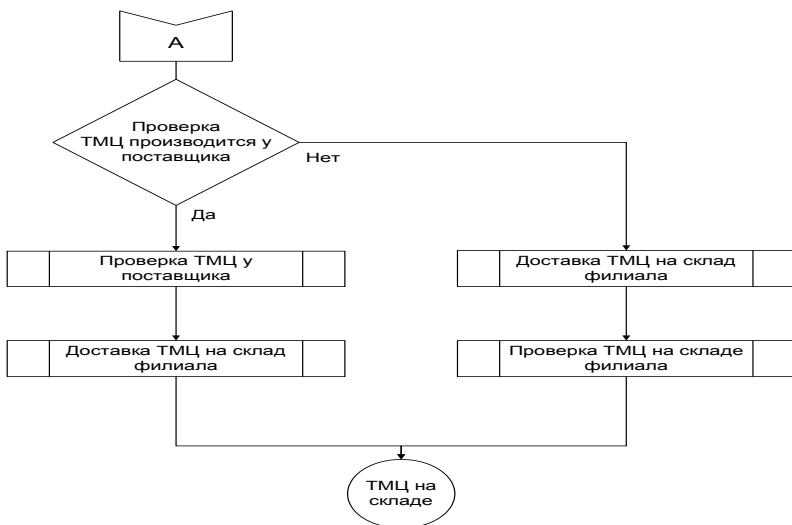 А
Проверка
ТМЦ производится у
поставщика
Нет
Да
Проверка ТМЦ у
поставщика
Доставка ТМЦ на склад
филиала
Доставка ТМЦ на склад
филиала
Проверка ТМЦ на складе
филиала
ТМЦ на
складе